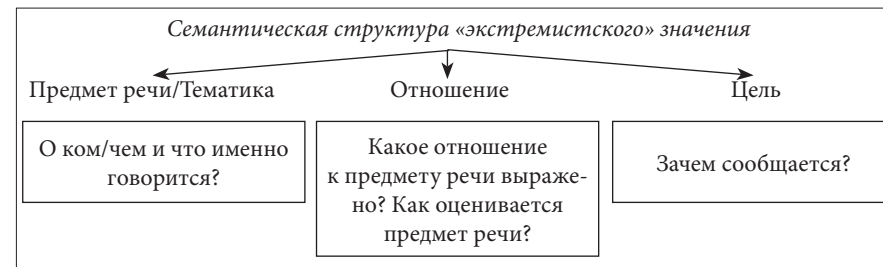 Семантическая структура «экстремистского» значения
Предмет речи/Тематика
Отношение
Цель
О ком/чем и что именно
говорится?
Какое отношение
к предмету речи выраже-
но? Как оценивается
предмет речи?
Зачем сообщается?